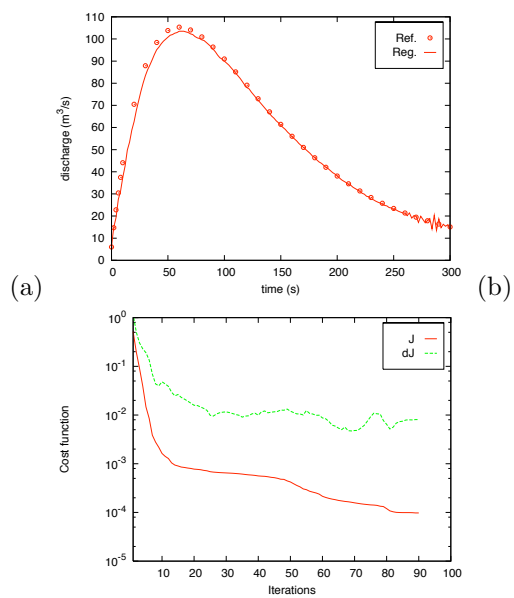 110
100
90
80
70
60
50
40
30
20
10
0
discharge (m³/s)
Ref.
Reg.
0 50 100 150 200 250 300
time (s)
(a) (b)
10⁰
10⁻¹
10⁻²
10⁻³
10⁻⁴
10⁻⁵
Cost function
J
dJ
10 20 30 40 50 60 70 80 90 100
Iterations